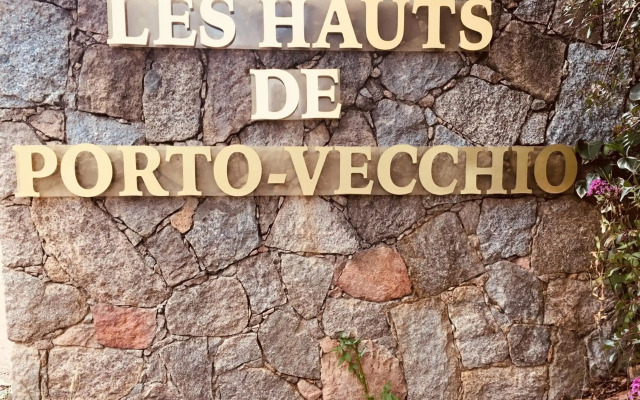 LES HAUTS
DE
PORTO-VECCHIO